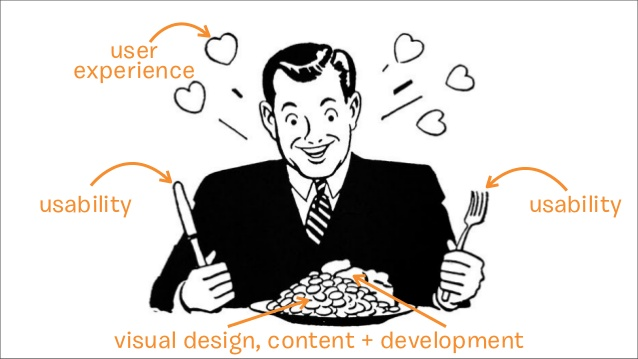 user
experience
usability
usability
visual design, content + development